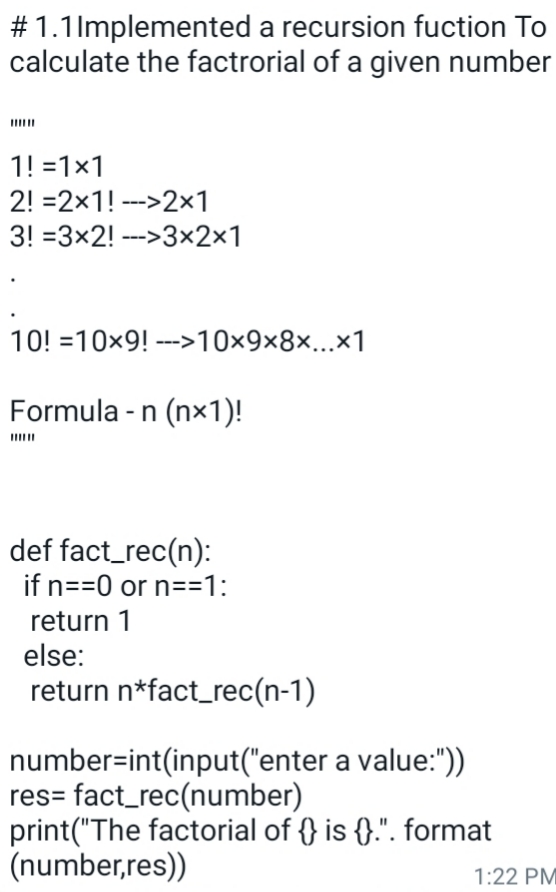 # 1.1Implemented a recursion fuction To
calculate the factrorial of a given number
"""
1! =1×1
2! =2×1! --->2×1
3! =3×2! --->3×2×1
.
.
10! =10×9! --->10×9×8×...×1
Formula - n (n×1)!
"""
def fact_rec(n):
if n==0 or n==1:
return 1
else:
return n*fact_rec(n-1)
number=int(input("enter a value:"))
res= fact_rec(number)
print("The factorial of {} is {}.". format
(number,res))
1:22 PM